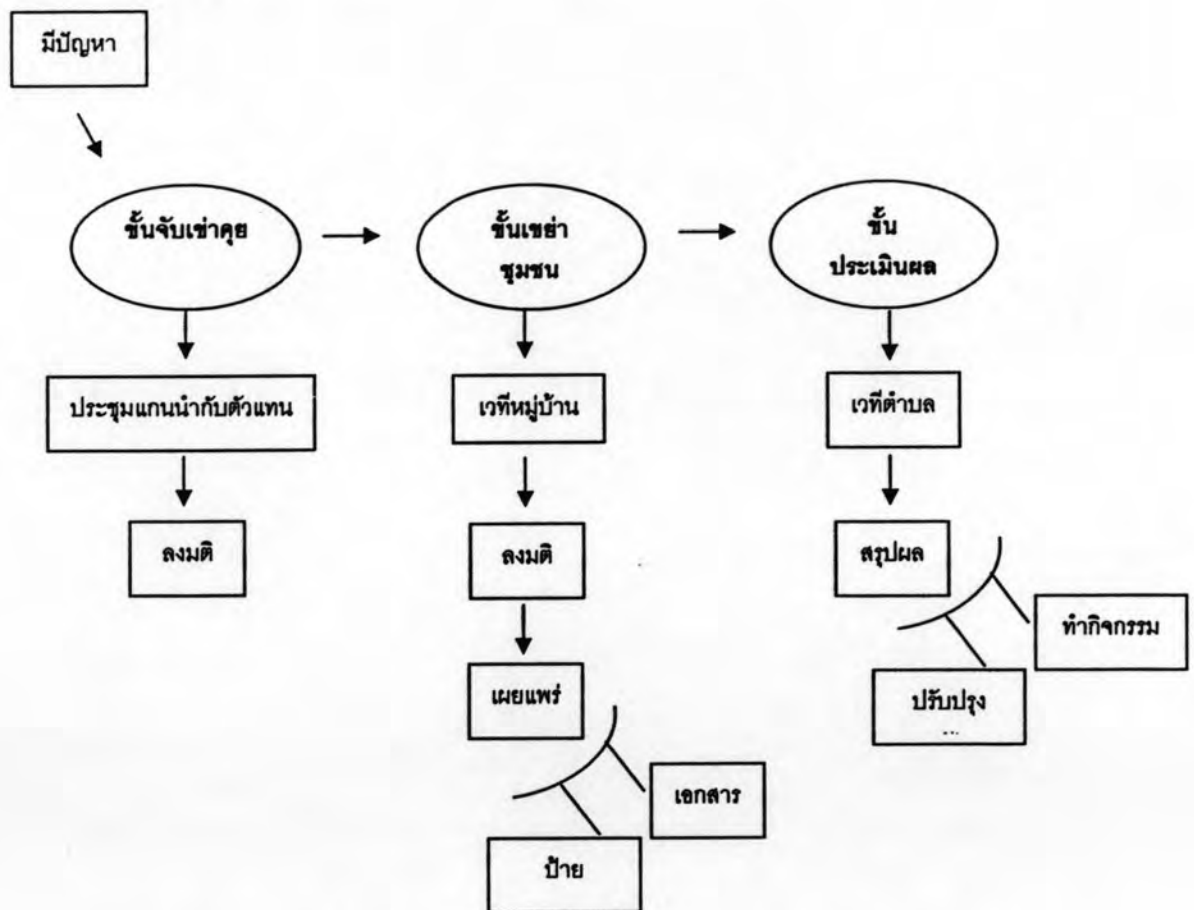 มีปัญหา
ขั้นจับเข่าคุย
ขั้นเขย่า
ชุมชน
ขั้น
ประเมินผล
ประชุมแกนนำกับตัวแทน
เวทีหมู่บ้าน
เวทีตำบล
ลงมติ
ลงมติ
สรุปผล
ทำกิจกรรม
เผยแพร่
ปรับปรุง
...
เอกสาร
ป้าย